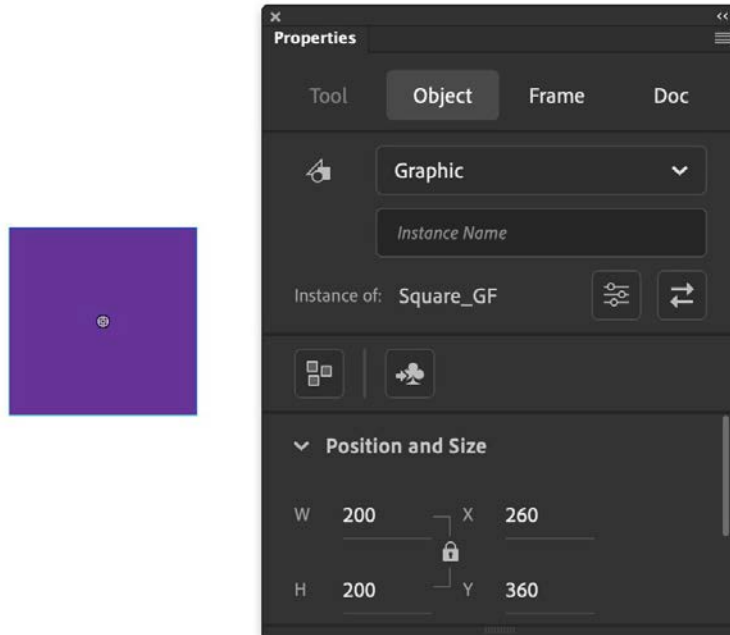 Properties
Tool Object Frame Doc
Graphic
Instance Name
Instance of: Square_GF
Position and Size
W 200 X 260
H 200 Y 360